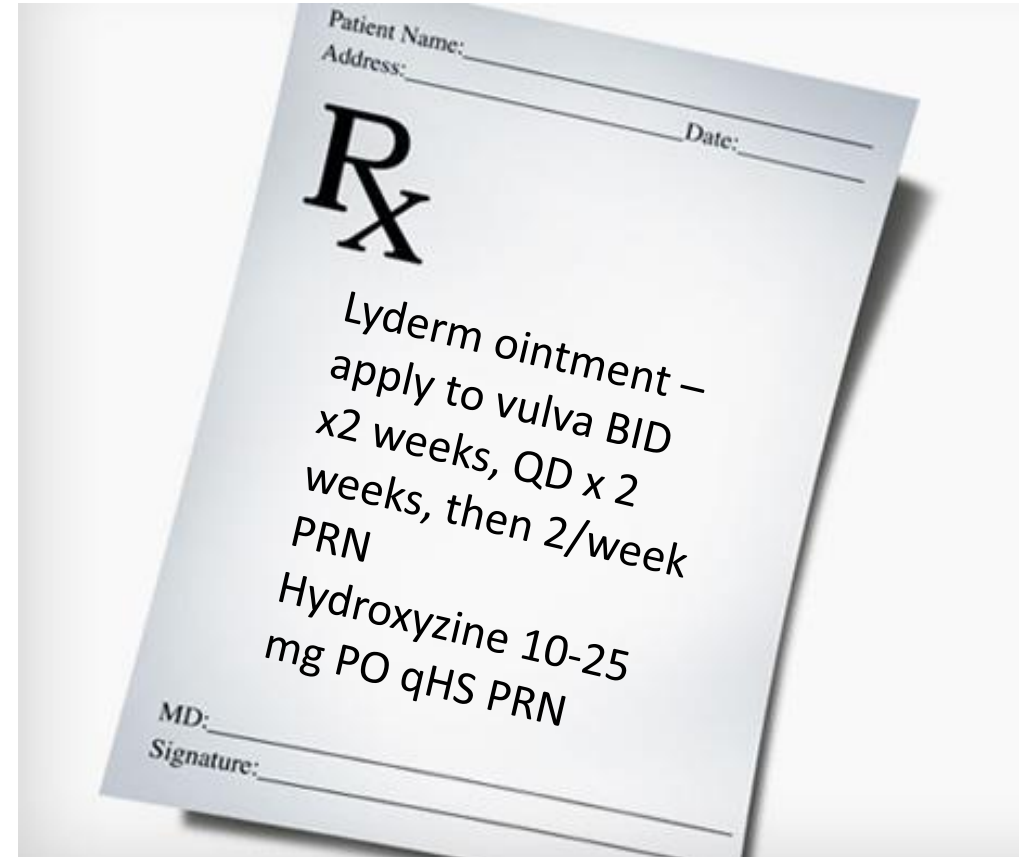 Patient Name:
Address:
Date:
Rx
Lyderm ointment –
apply to vulva BID
x2 weeks, QD x 2
weeks, then 2/week
PRN
Hydroxyzine 10-25
mg PO qHS PRN
MD:
Signature: